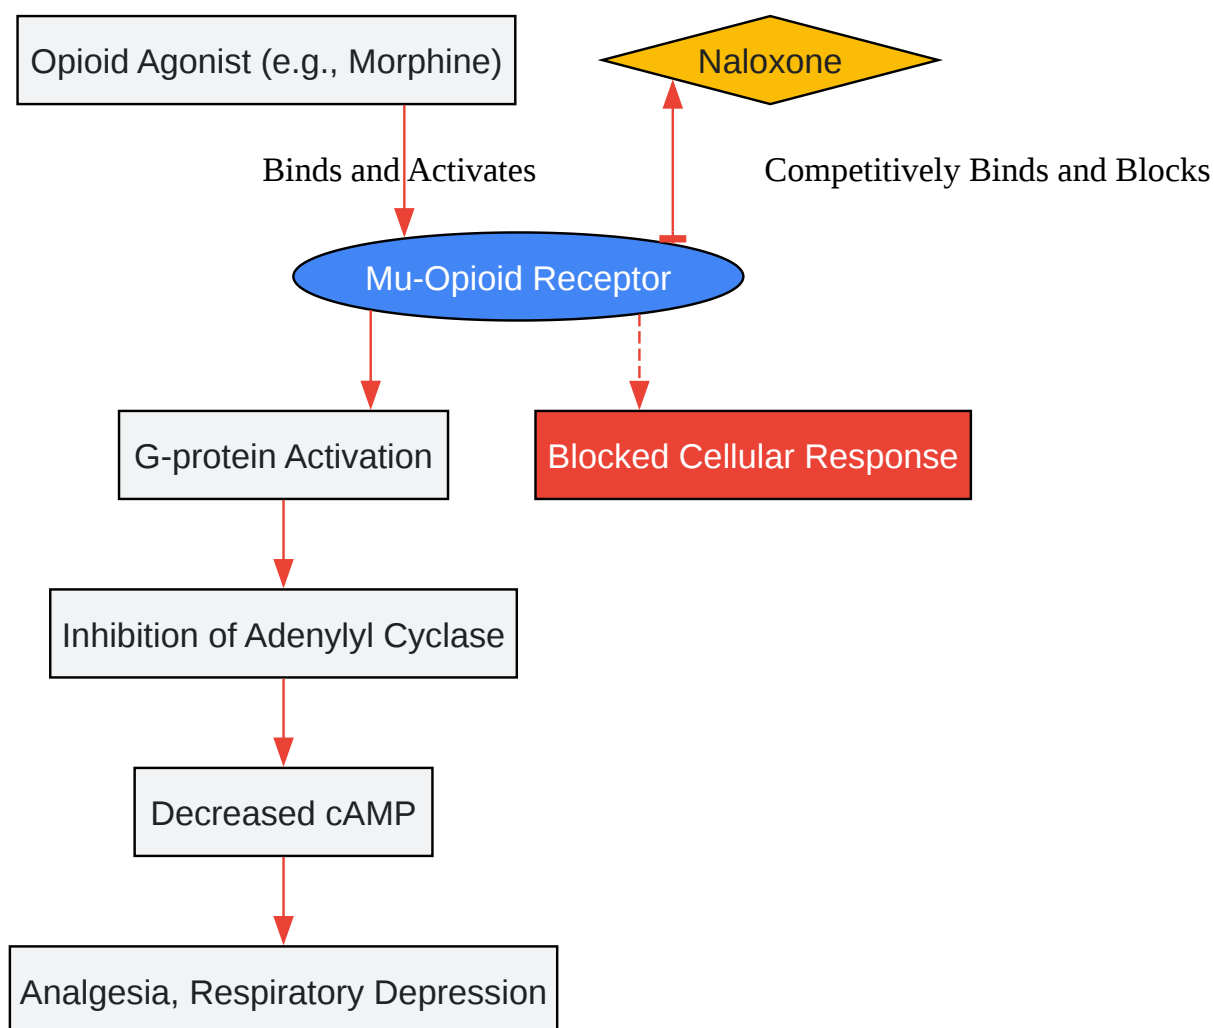 Opioid Agonist (e.g., Morphine)
Naloxone
Binds and Activates
Competitively Binds and Blocks
Mu-Opioid Receptor
G-protein Activation
Blocked Cellular Response
Inhibition of Adenylyl Cyclase
Decreased cAMP
Analgesia, Respiratory Depression